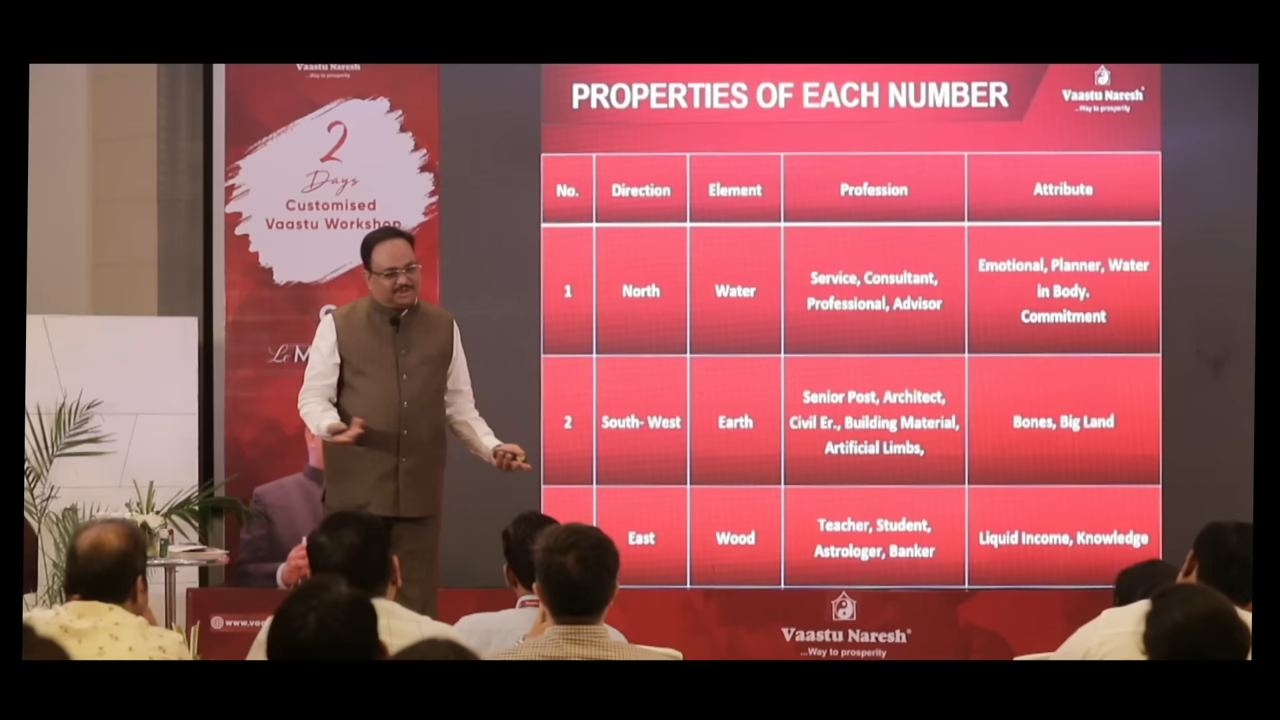 Vaastu Naresh
...Way to prosperity
2
Days
Customised
Vaastu Workshop
Le M
www.vaa
PROPERTIES OF EACH NUMBER
Vaastu Naresh®
...Way to prosperity
No. Direction Element Profession Attribute
1 North Water Service, Consultant, Professional, Advisor Emotional, Planner, Water in Body. Commitment
2 South- West Earth Senior Post, Architect, Civil Er., Building Material, Artificial Limbs, Bones, Big Land
East Wood Teacher, Student, Astrologer, Banker Liquid Income, Knowledge
Vaastu Naresh®
...Way to prosperity